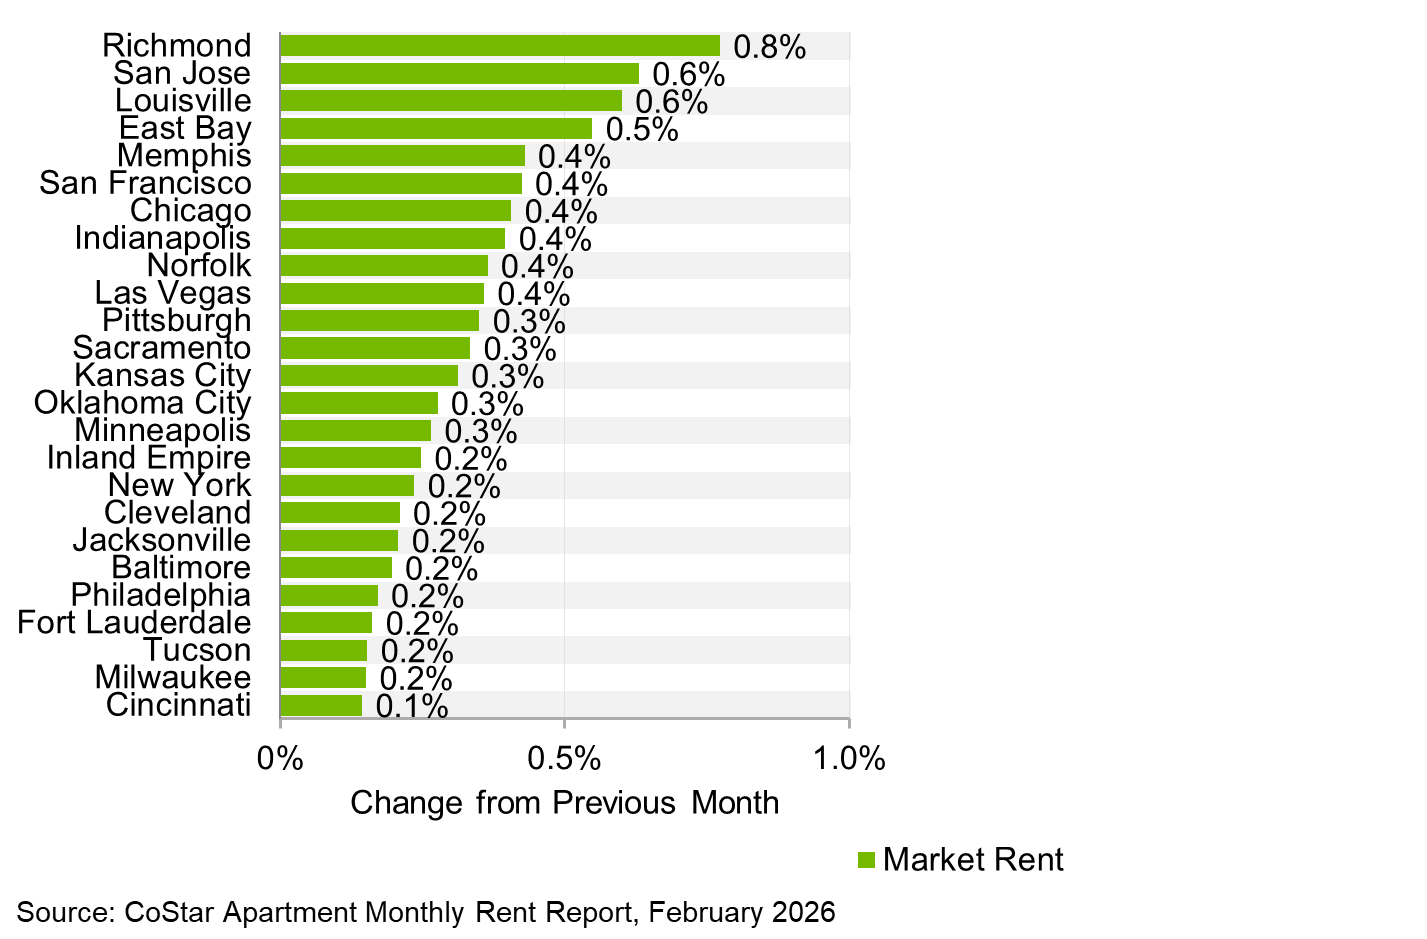 Richmond 0.8%
San Jose 0.6%
Louisville 0.6%
East Bay 0.5%
Memphis 0.4%
San Francisco 0.4%
Chicago 0.4%
Indianapolis 0.4%
Norfolk 0.4%
Las Vegas 0.4%
Pittsburgh 0.3%
Sacramento 0.3%
Kansas City 0.3%
Oklahoma City 0.3%
Minneapolis 0.3%
Inland Empire 0.2%
New York 0.2%
Cleveland 0.2%
Jacksonville 0.2%
Baltimore 0.2%
Philadelphia 0.2%
Fort Lauderdale 0.2%
Tucson 0.2%
Milwaukee 0.2%
Cincinnati 0.1%
0% 0.5% 1.0%
Change from Previous Month
Market Rent
Source: CoStar Apartment Monthly Rent Report, February 2026